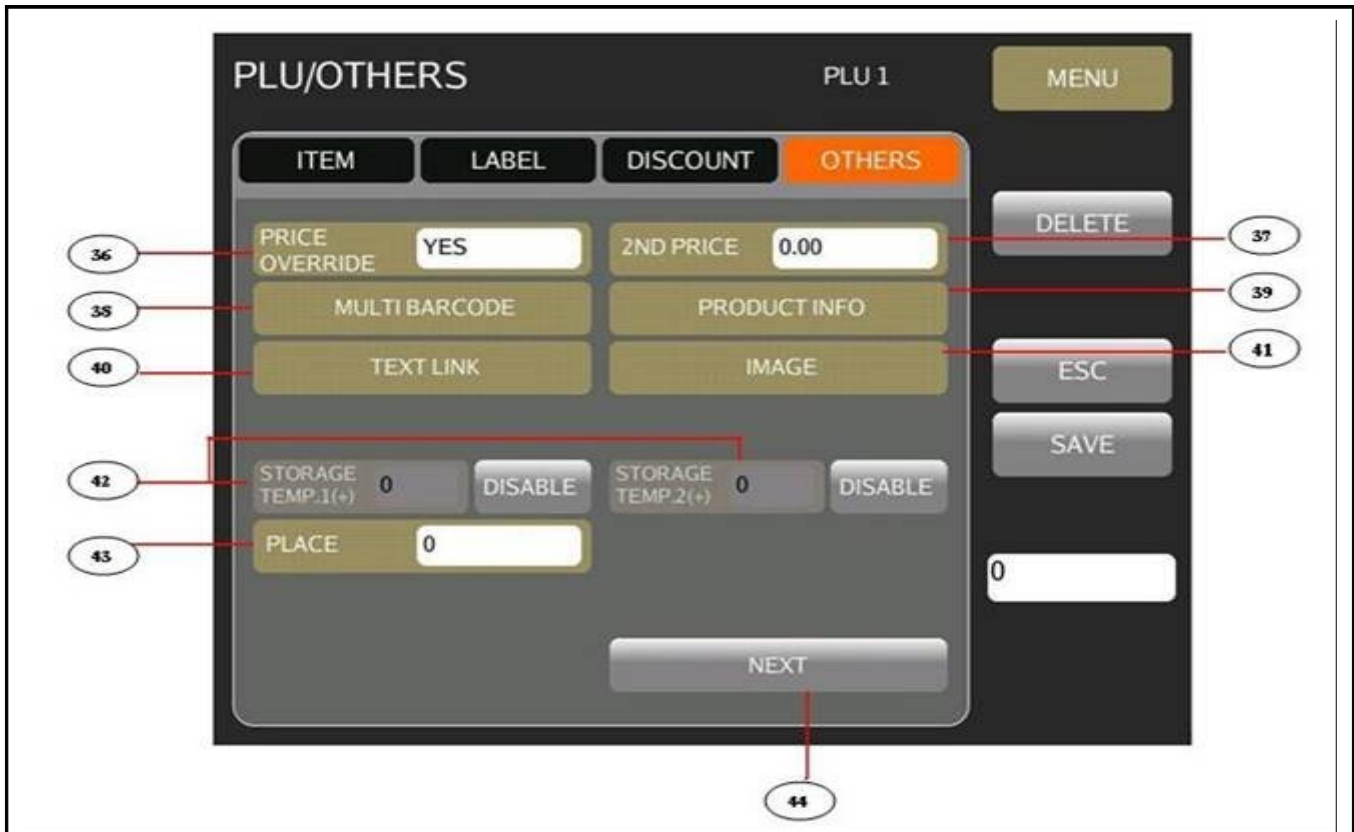 PLU/OTHERS PLU 1 MENU
ITEM LABEL DISCOUNT OTHERS
DELETE
36 PRICE OVERRIDE YES 2ND PRICE 0.00 37
38 MULTI BARCODE PRODUCT INFO 39
40 TEXT LINK IMAGE 41
ESC
SAVE
42 STORAGE TEMP.1(+) 0 DISABLE STORAGE TEMP.2(+) 0 DISABLE
43 PLACE 0
0
NEXT
44